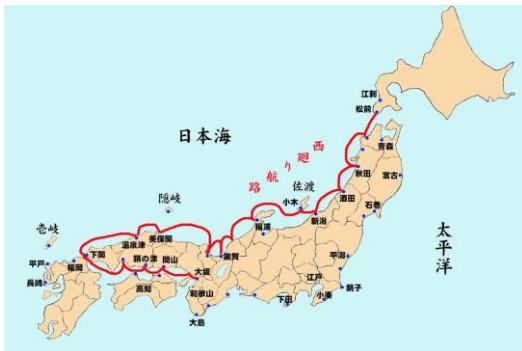 江刺
松前
日本海
青森
西廻り航路
秋田
宮古
佐渡
酒田
小木
石巻
隠岐
新潟
福浦
太平洋
美保関
温泉津
壱岐
下関
鞆の津
岡山
敦賀
平潟
平戸
福岡
大坂
江戸
長崎
高知
和歌山
銚子
下田
小湊
大島